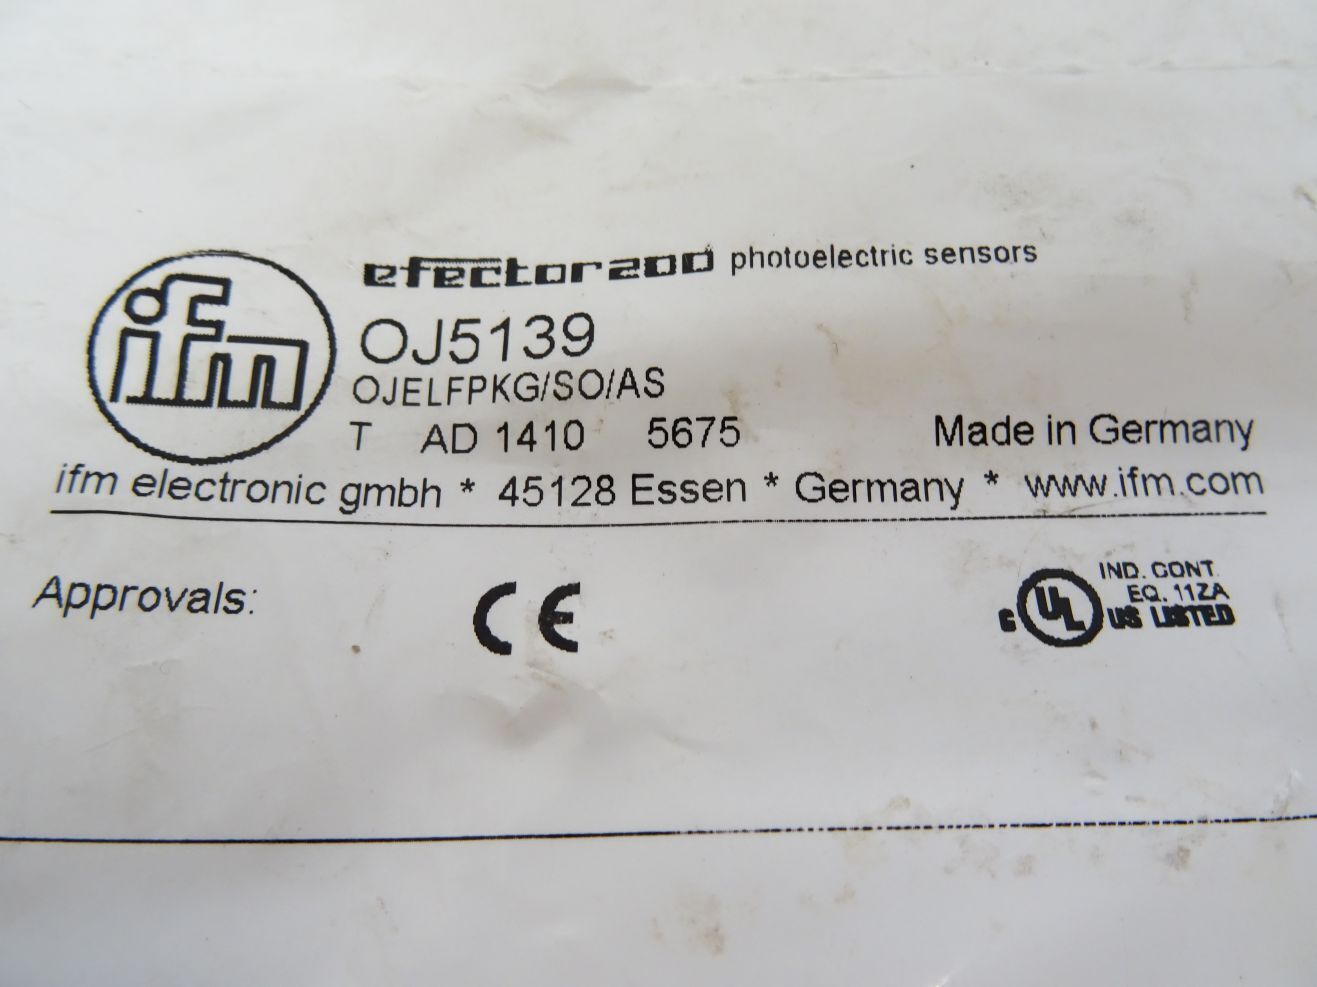 ifm
efector200 photoelectric sensors
OJ5139
OJELFPKG/SO/AS
T AD 1410 5675 Made in Germany
ifm electronic gmbh * 45128 Essen * Germany * www.ifm.com
Approvals: CE
IND. CONT.
EQ. 11ZA
C UL US LISTED